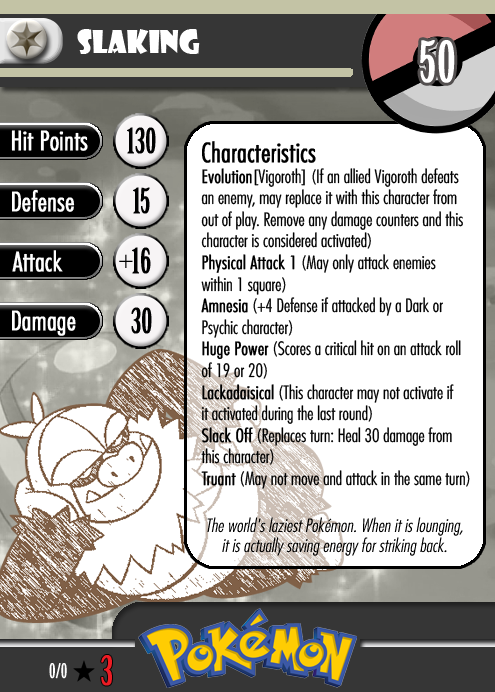 SLAKING
50
Hit Points 130
Defense 15
Attack +16
Damage 30
Characteristics
Evolution[Vigoroth] (If an allied Vigoroth defeats
an enemy, may replace it with this character from
out of play. Remove any damage counters and this
character is considered activated)
Physical Attack 1 (May only attack enemies
within 1 square)
Amnesia (+4 Defense if attacked by a Dark or
Psychic character)
Huge Power (Scores a critical hit on an attack roll
of 19 or 20)
Lackadaisical (This character may not activate if
it activated during the last round)
Slack Off (Replaces turn: Heal 30 damage from
this character)
Truant (May not move and attack in the same turn)
The world's laziest Pokémon. When it is lounging,
it is actually saving energy for striking back.
0/0 ★ 3
POKéMON